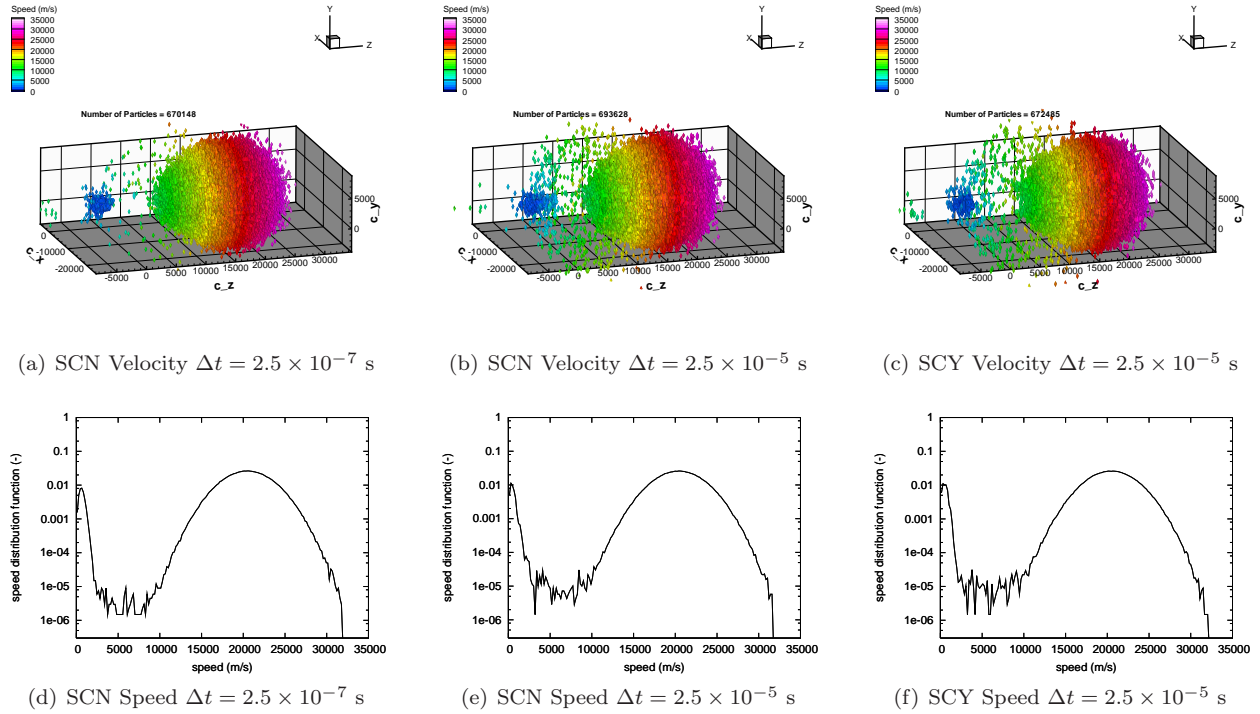 Speed (m/s)
35000
30000
25000
20000
15000
10000
5000
0
Y
X
Z
Number of Particles = 670148
5000
0
c_y
0
-10000
-20000
c_x
-5000
0
5000
10000
15000
20000
25000
30000
c_z
(a) SCN Velocity Δt = 2.5 × 10⁻⁷ s
Speed (m/s)
35000
30000
25000
20000
15000
10000
5000
0
Y
X
Z
Number of Particles = 693628
5000
0
c_y
0
-10000
-20000
c_x
-5000
0
5000
10000
15000
20000
25000
30000
c_z
(b) SCN Velocity Δt = 2.5 × 10⁻⁵ s
Speed (m/s)
35000
30000
25000
20000
15000
10000
5000
0
Y
X
Z
Number of Particles = 672485
5000
0
c_y
0
-10000
-20000
c_x
-5000
0
5000
10000
15000
20000
25000
30000
c_z
(c) SCY Velocity Δt = 2.5 × 10⁻⁵ s
speed distribution function (-)
1
0.1
0.01
0.001
1e-04
1e-05
1e-06
0 5000 10000 15000 20000 25000 30000 35000
speed (m/s)
(d) SCN Speed Δt = 2.5 × 10⁻⁷ s
speed distribution function (-)
1
0.1
0.01
0.001
1e-04
1e-05
1e-06
0 5000 10000 15000 20000 25000 30000 35000
speed (m/s)
(e) SCN Speed Δt = 2.5 × 10⁻⁵ s
speed distribution function (-)
1
0.1
0.01
0.001
1e-04
1e-05
1e-06
0 5000 10000 15000 20000 25000 30000 35000
speed (m/s)
(f) SCY Speed Δt = 2.5 × 10⁻⁵ s